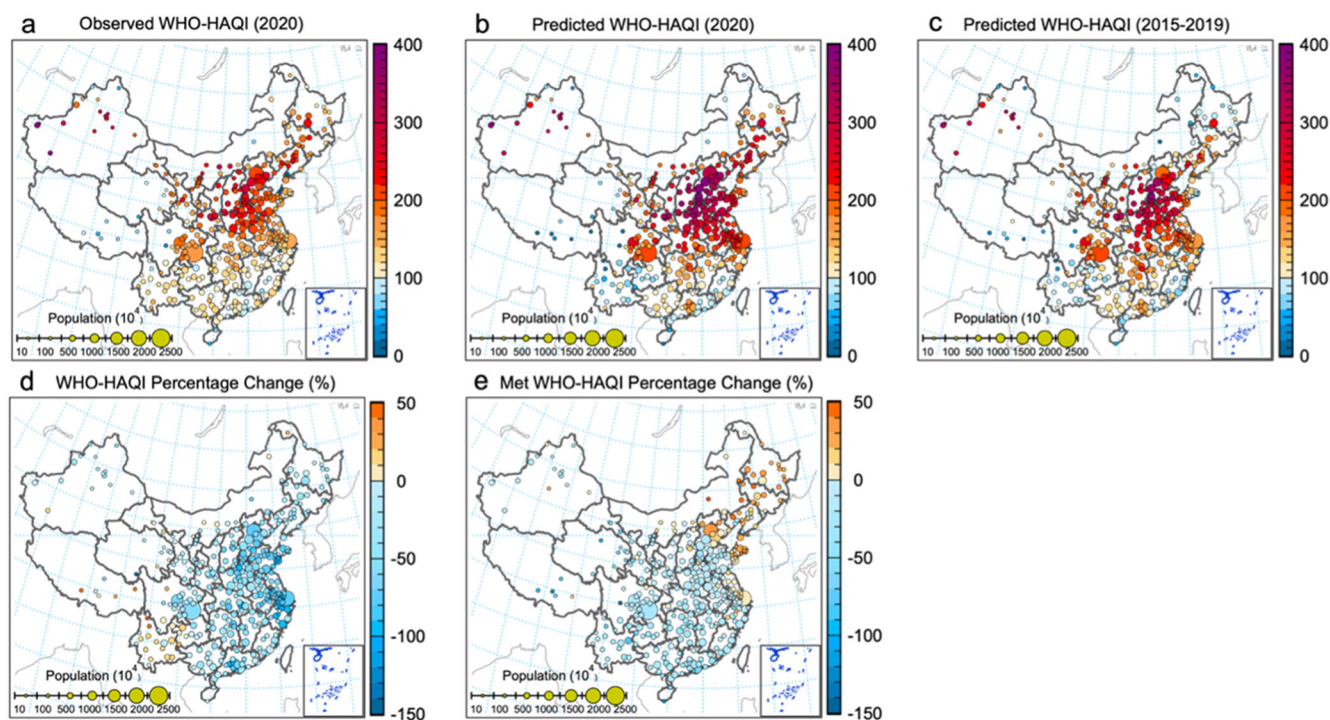 a Observed WHO-HAQI (2020)
b Predicted WHO-HAQI (2020)
c Predicted WHO-HAQI (2015-2019)
400
300
200
100
0
Population (10⁴)
10 100 500 1000 1500 2000 2500
400
300
200
100
0
Population (10⁴)
10 100 500 1000 1500 2000 2500
400
300
200
100
0
Population (10⁴)
10 100 500 1000 1500 2000 2500
d WHO-HAQI Percentage Change (%)
e Met WHO-HAQI Percentage Change (%)
50
0
-50
-100
-150
Population (10⁴)
10 100 500 1000 1500 2000 2500
50
0
-50
-100
-150
Population (10⁴)
10 100 500 1000 1500 2000 2500